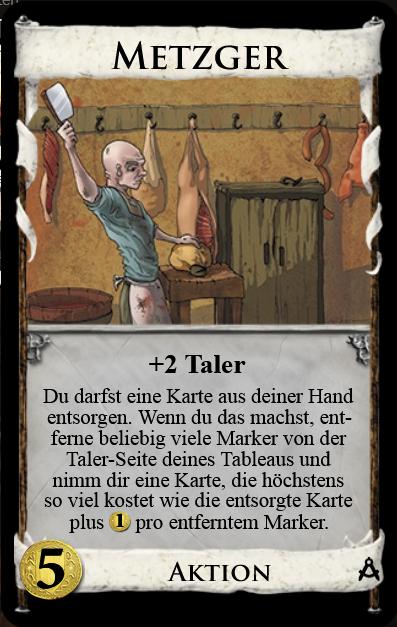 METZGER
+2 Taler
Du darfst eine Karte aus deiner Hand
entsorgen. Wenn du das machst, ent-
ferne beliebig viele Marker von der
Taler-Seite deines Tableaus und
nimm dir eine Karte, die höchstens
so viel kostet wie die entsorgte Karte
plus 1 pro entferntem Marker.
5 AKTION